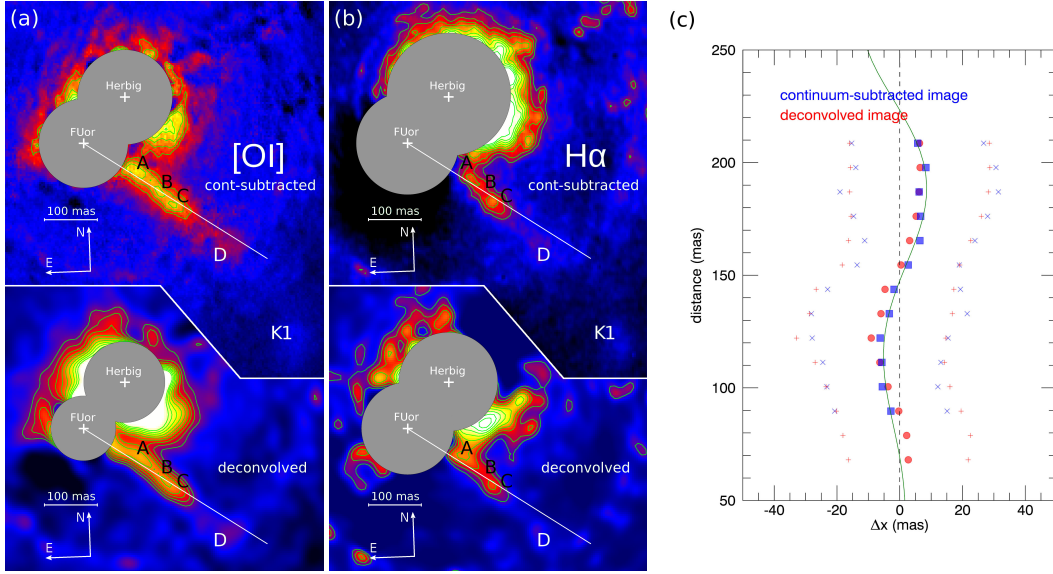 (a)
Herbig
FUor
[OI]
cont-subtracted
A
B
C
D
100 mas
N
E
K1
Herbig
FUor
A
B
C
deconvolved
100 mas
N
E
D
(b)
Herbig
FUor
Hα
cont-subtracted
A
B
C
D
100 mas
N
E
K1
Herbig
FUor
A
B
C
deconvolved
100 mas
N
E
D
(c)
continuum-subtracted image
deconvolved image
distance (mas)
250
200
150
100
50
-40 -20 0 20 40
Δx (mas)